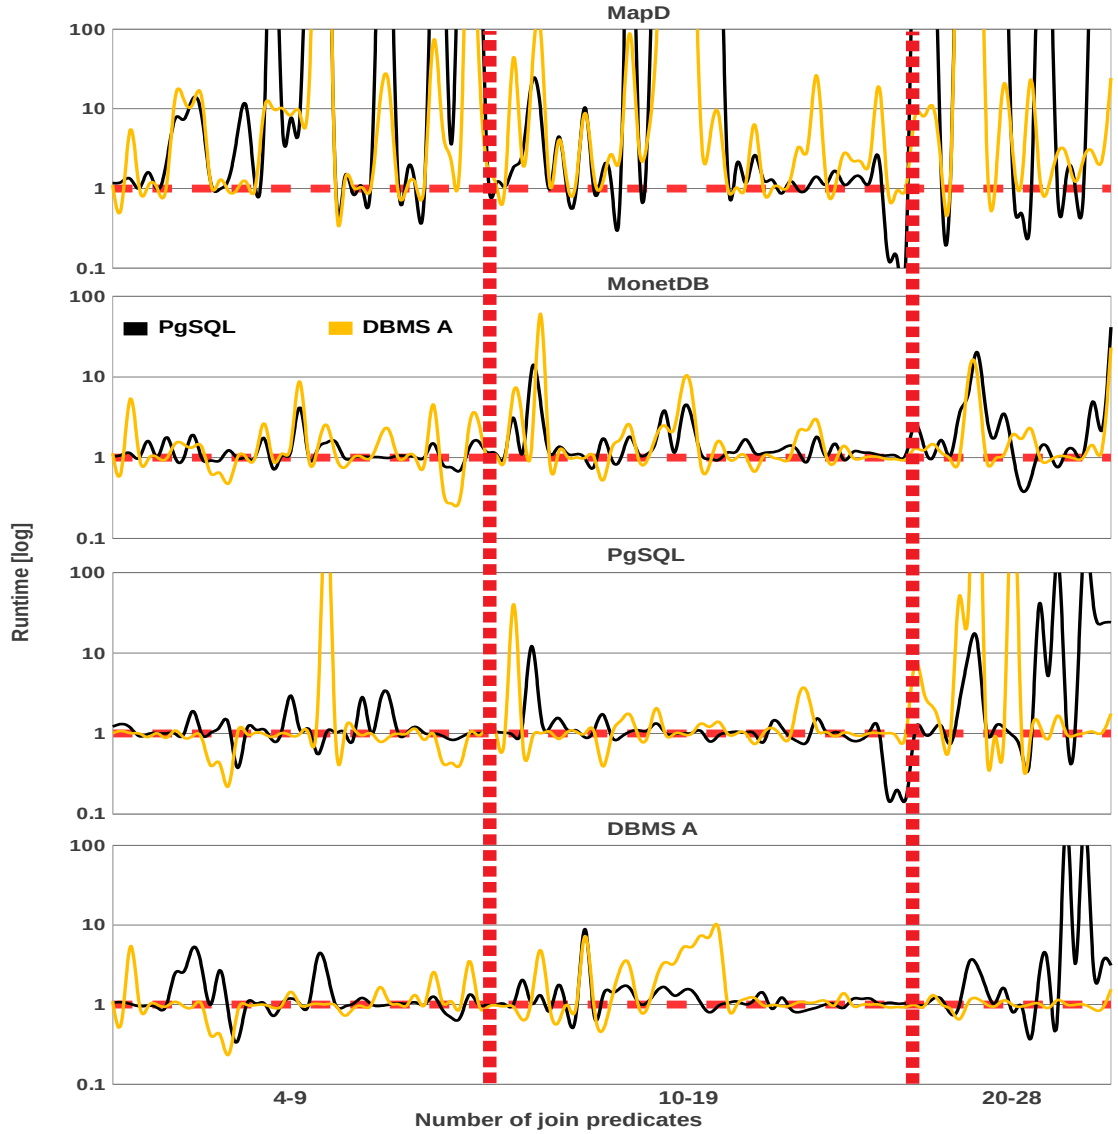 MapD
100
10
1
0.1
MonetDB
100
PgSQL DBMS A
10
1
0.1
Runtime [log]
PgSQL
100
10
1
0.1
DBMS A
100
10
1
0.1
4-9 10-19 20-28
Number of join predicates